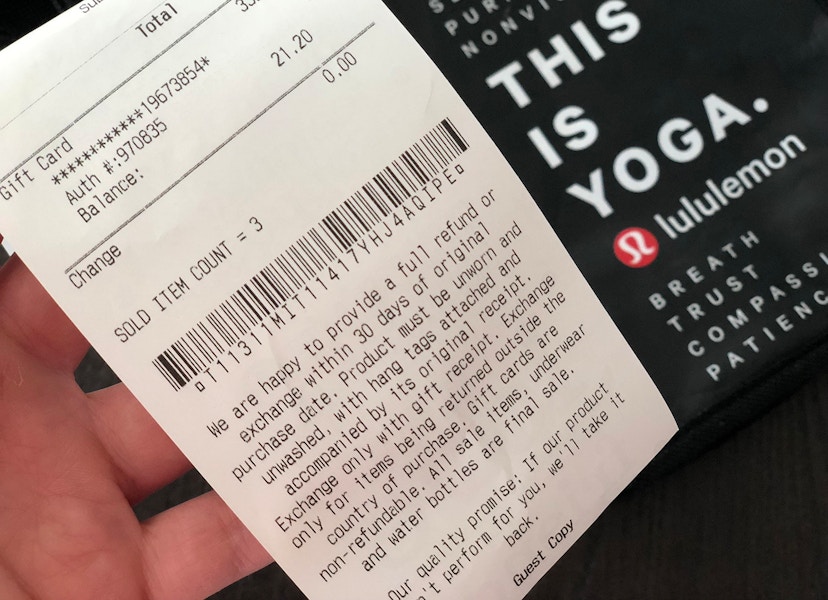 Total
Gift Card
************19673854*
Auth #:970835
Balance:
21.20
0.00
Change
SOLD ITEM COUNT = 3
T11311MIT11417YHJ4AQIPE
We are happy to provide a full refund or
exchange within 30 days of original
purchase date. Product must be unworn and
unwashed, with hang tags attached and
accompanied by its original receipt.
Exchange only with gift receipt. Exchange
only for items being returned outside the
country of purchase. Gift cards are
non-refundable. All sale items, underwear
and water bottles are final sale.
Our quality promise: If our product
't perform for you, we'll take it
back.
Guest Copy
THIS
IS
YOGA.
lululemon
BREATH
TRUST
COMPASSI
PATIENC